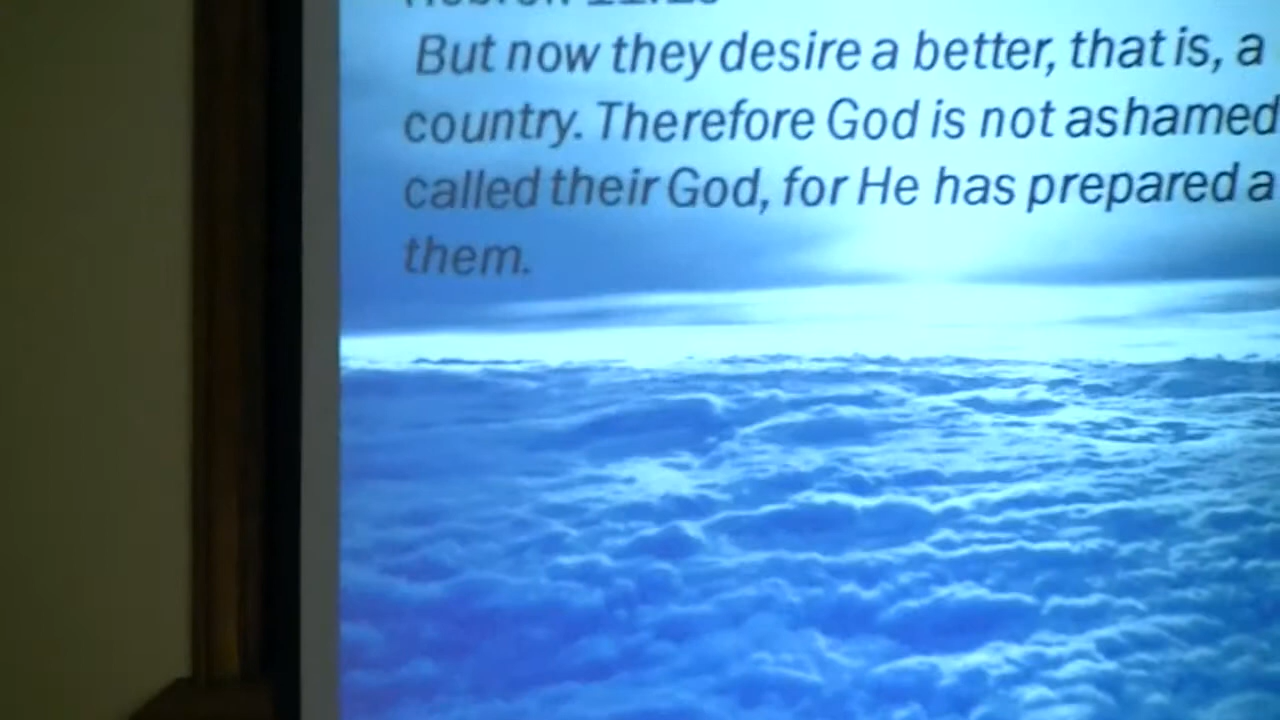 But now they desire a better, that is, a
country. Therefore God is not ashamed
called their God, for He has prepared a
them.